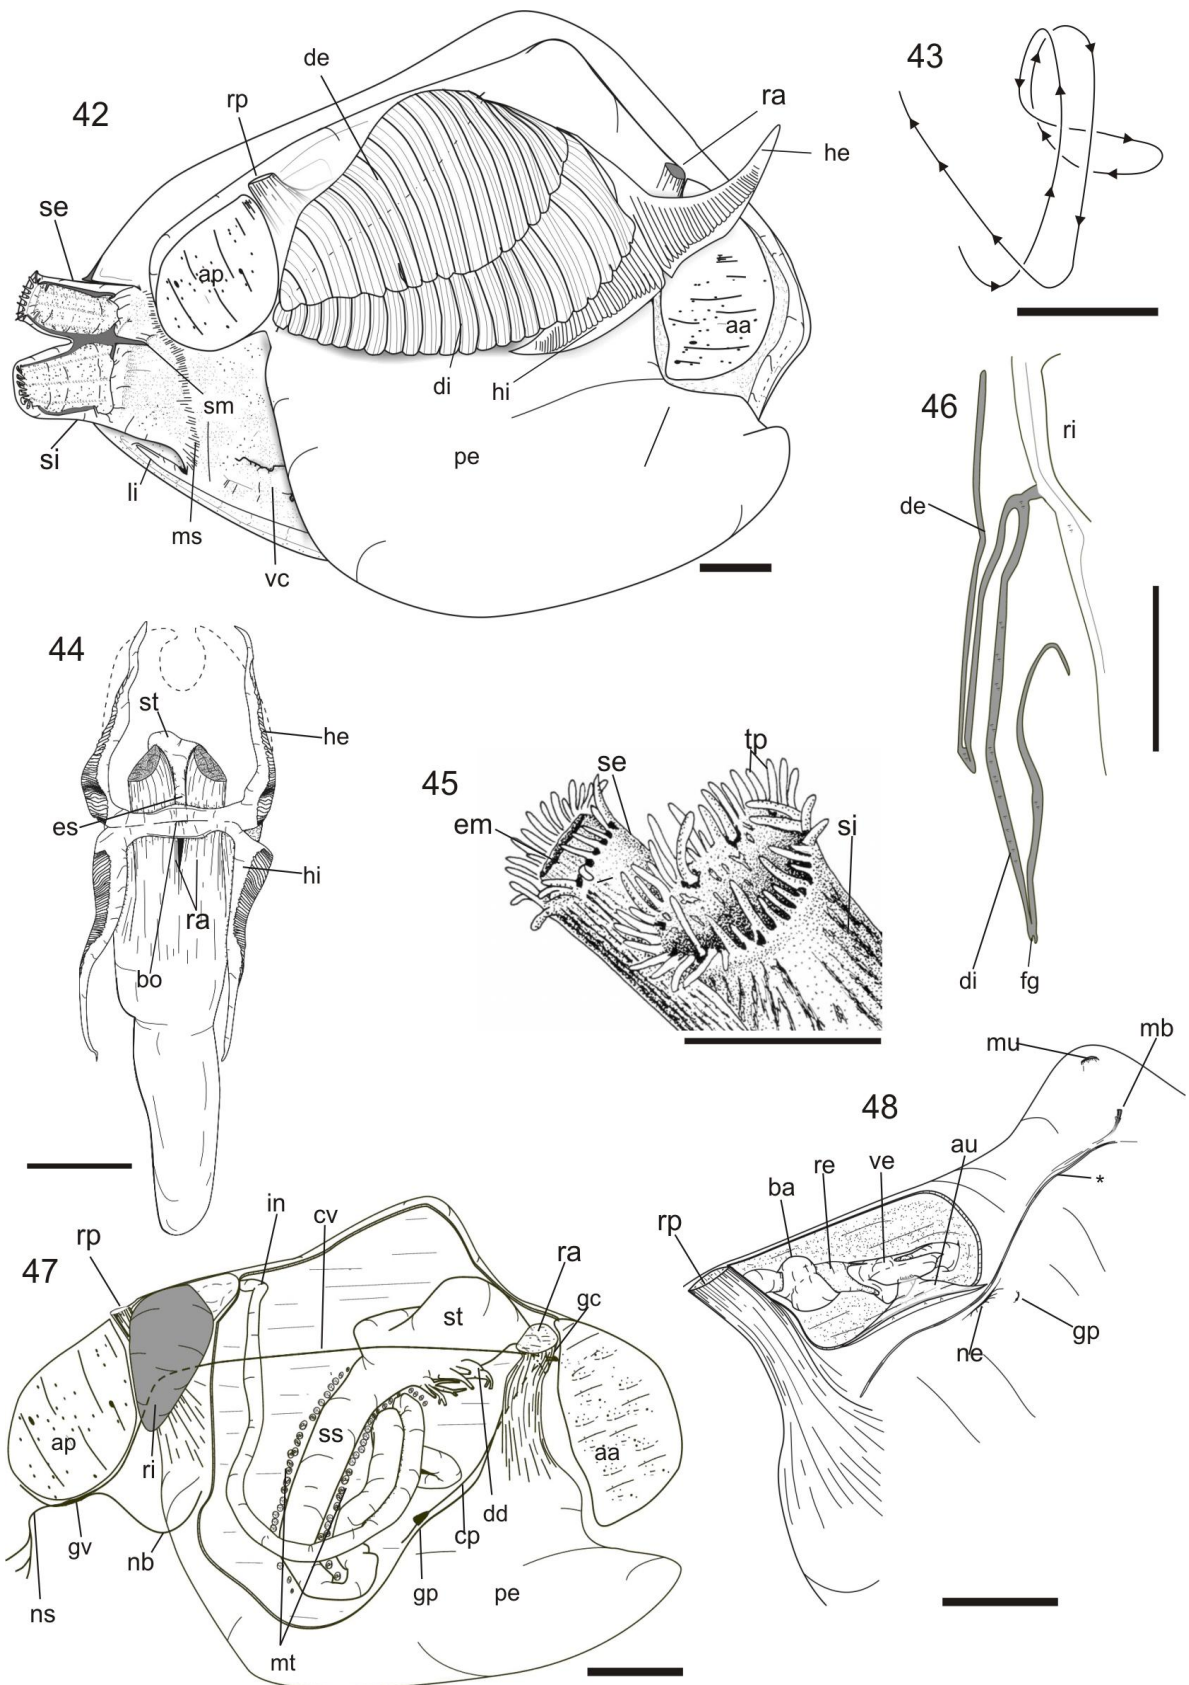 42
de
rp
ra
he
se
ap
aa
di
hi
sm
si
li
pe
ms
vc
43
46
ri
de
di
fg
44
st
he
es
hi
ra
bo
45
tp
se
em
si
47
in
cv
rp
ra
gc
st
ap
ss
ri
aa
gv
nb
dd
cp
gp
pe
ns
mt
48
mu
mb
au
ve
re
ba
*
rp
gp
ne